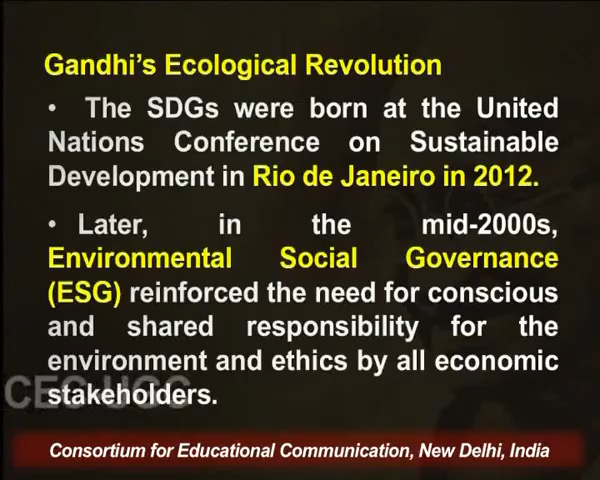 Gandhi's Ecological Revolution
• The SDGs were born at the United
Nations Conference on Sustainable
Development in Rio de Janeiro in 2012.
• Later, in the mid-2000s,
Environmental Social Governance
(ESG) reinforced the need for conscious
and shared responsibility for the
environment and ethics by all economic
stakeholders.
CEC-UGC
Consortium for Educational Communication, New Delhi, India